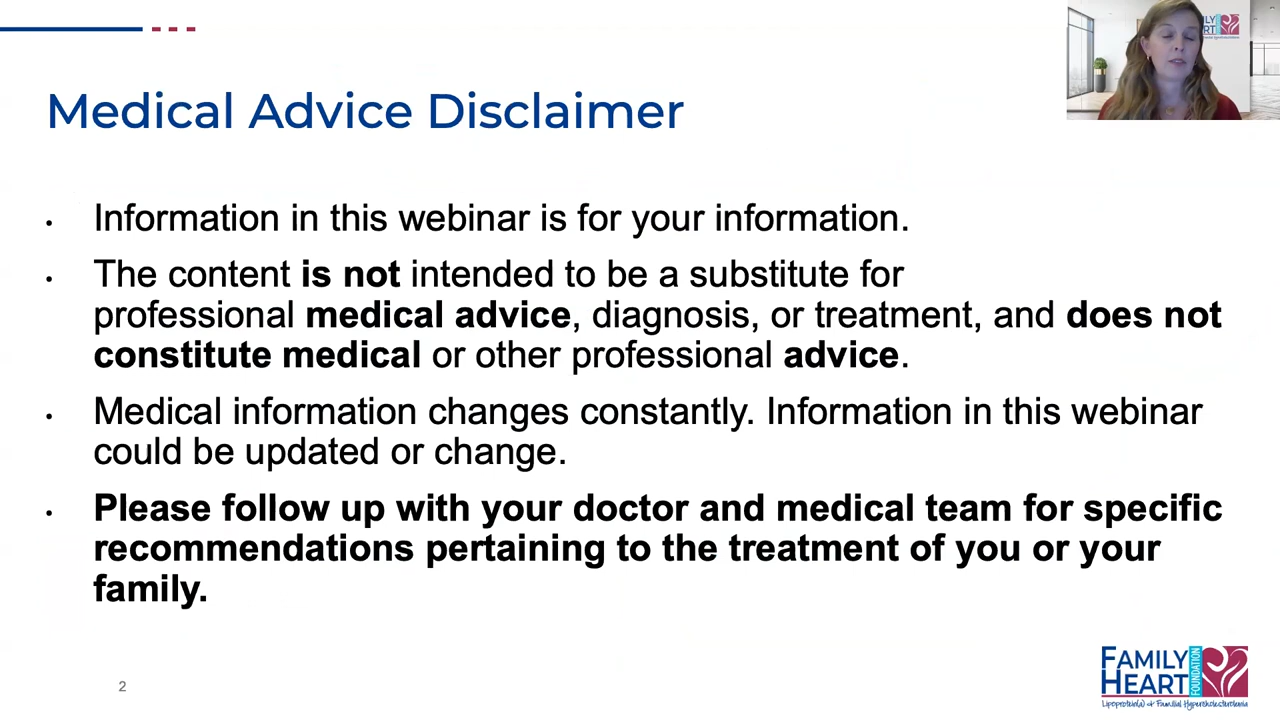 Medical Advice Disclaimer
• Information in this webinar is for your information.
• The content is not intended to be a substitute for
professional medical advice, diagnosis, or treatment, and does not
constitute medical or other professional advice.
• Medical information changes constantly. Information in this webinar
could be updated or change.
• Please follow up with your doctor and medical team for specific
recommendations pertaining to the treatment of you or your
family.
2
FAMILY
HEART
FOUNDATION
Lipoprotein(a) & Familial Hypercholesterolemia